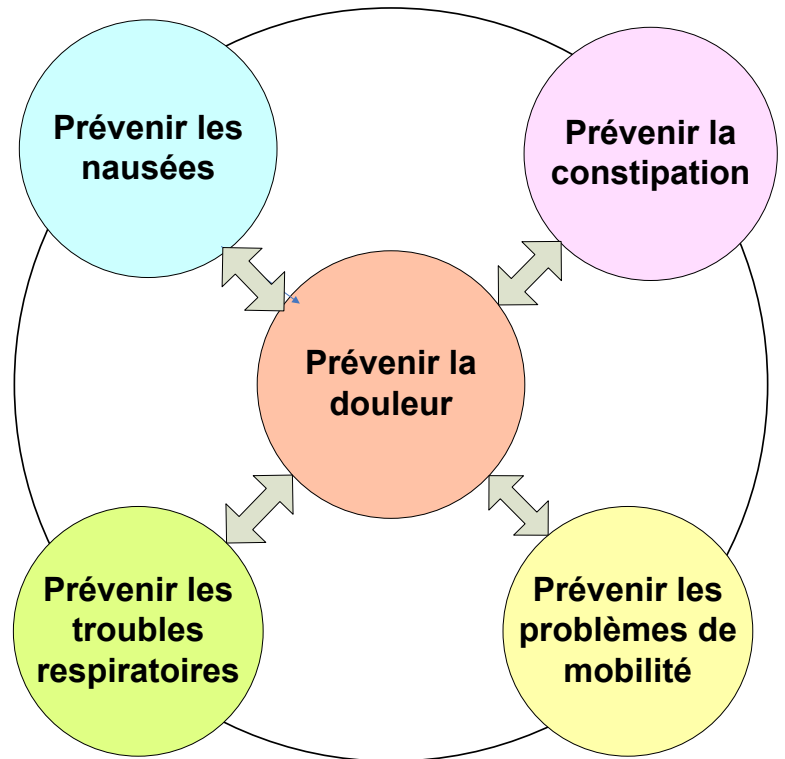 Prévenir les
nausées
Prévenir la
constipation
Prévenir la
douleur
Prévenir les
troubles
respiratoires
Prévenir les
problèmes de
mobilité